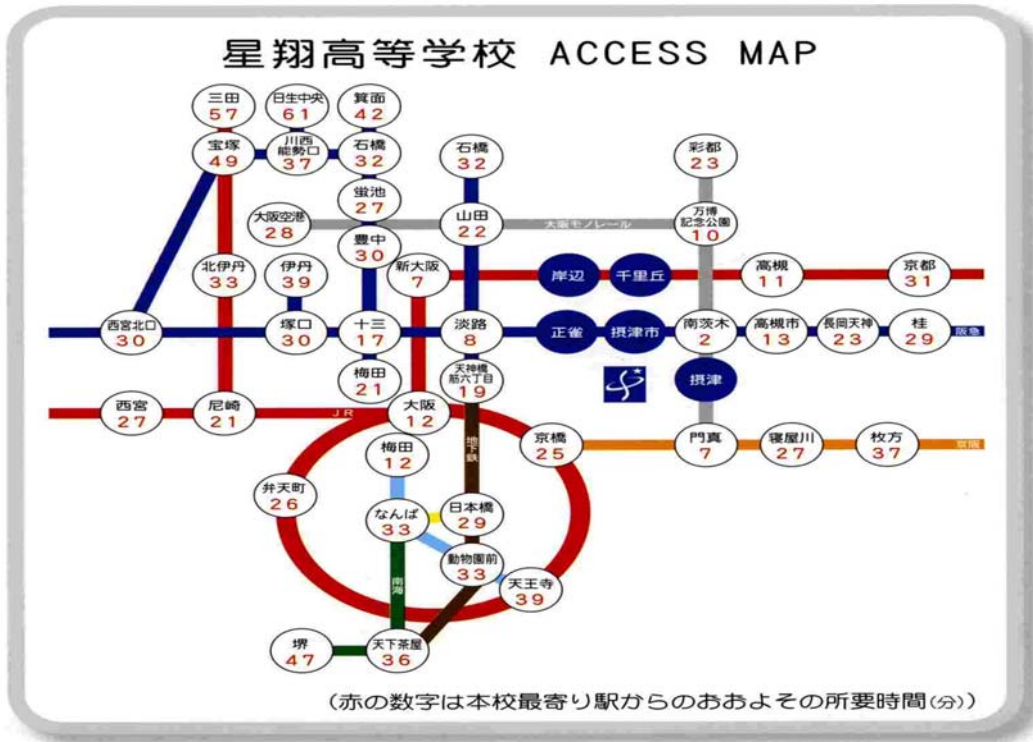 星翔高等学校 ACCESS MAP
三田
57
日生中央
61
箕面
42
宝塚
49
川西
能勢口
37
石橋
32
石橋
32
彩都
23
蛍池
27
大阪空港
28
山田
22
大阪モノレール
万博
記念公園
10
豊中
30
北伊丹
33
伊丹
39
新大阪
7
岸辺
千里丘
高槻
11
京都
31
西宮北口
30
塚口
30
十三
17
淡路
8
正雀
摂津市
南茨木
2
高槻市
13
長岡天神
23
桂
29
阪急
梅田
21
天神橋
筋六丁目
19
摂津
西宮
27
尼崎
21
JR
大阪
12
地下鉄
京橋
25
門真
7
寝屋川
27
枚方
37
京阪
梅田
12
弁天町
26
なんば
33
日本橋
29
動物園前
33
天王寺
39
南海
堺
47
天下茶屋
36
(赤の数字は本校最寄り駅からのおおよその所要時間(分))